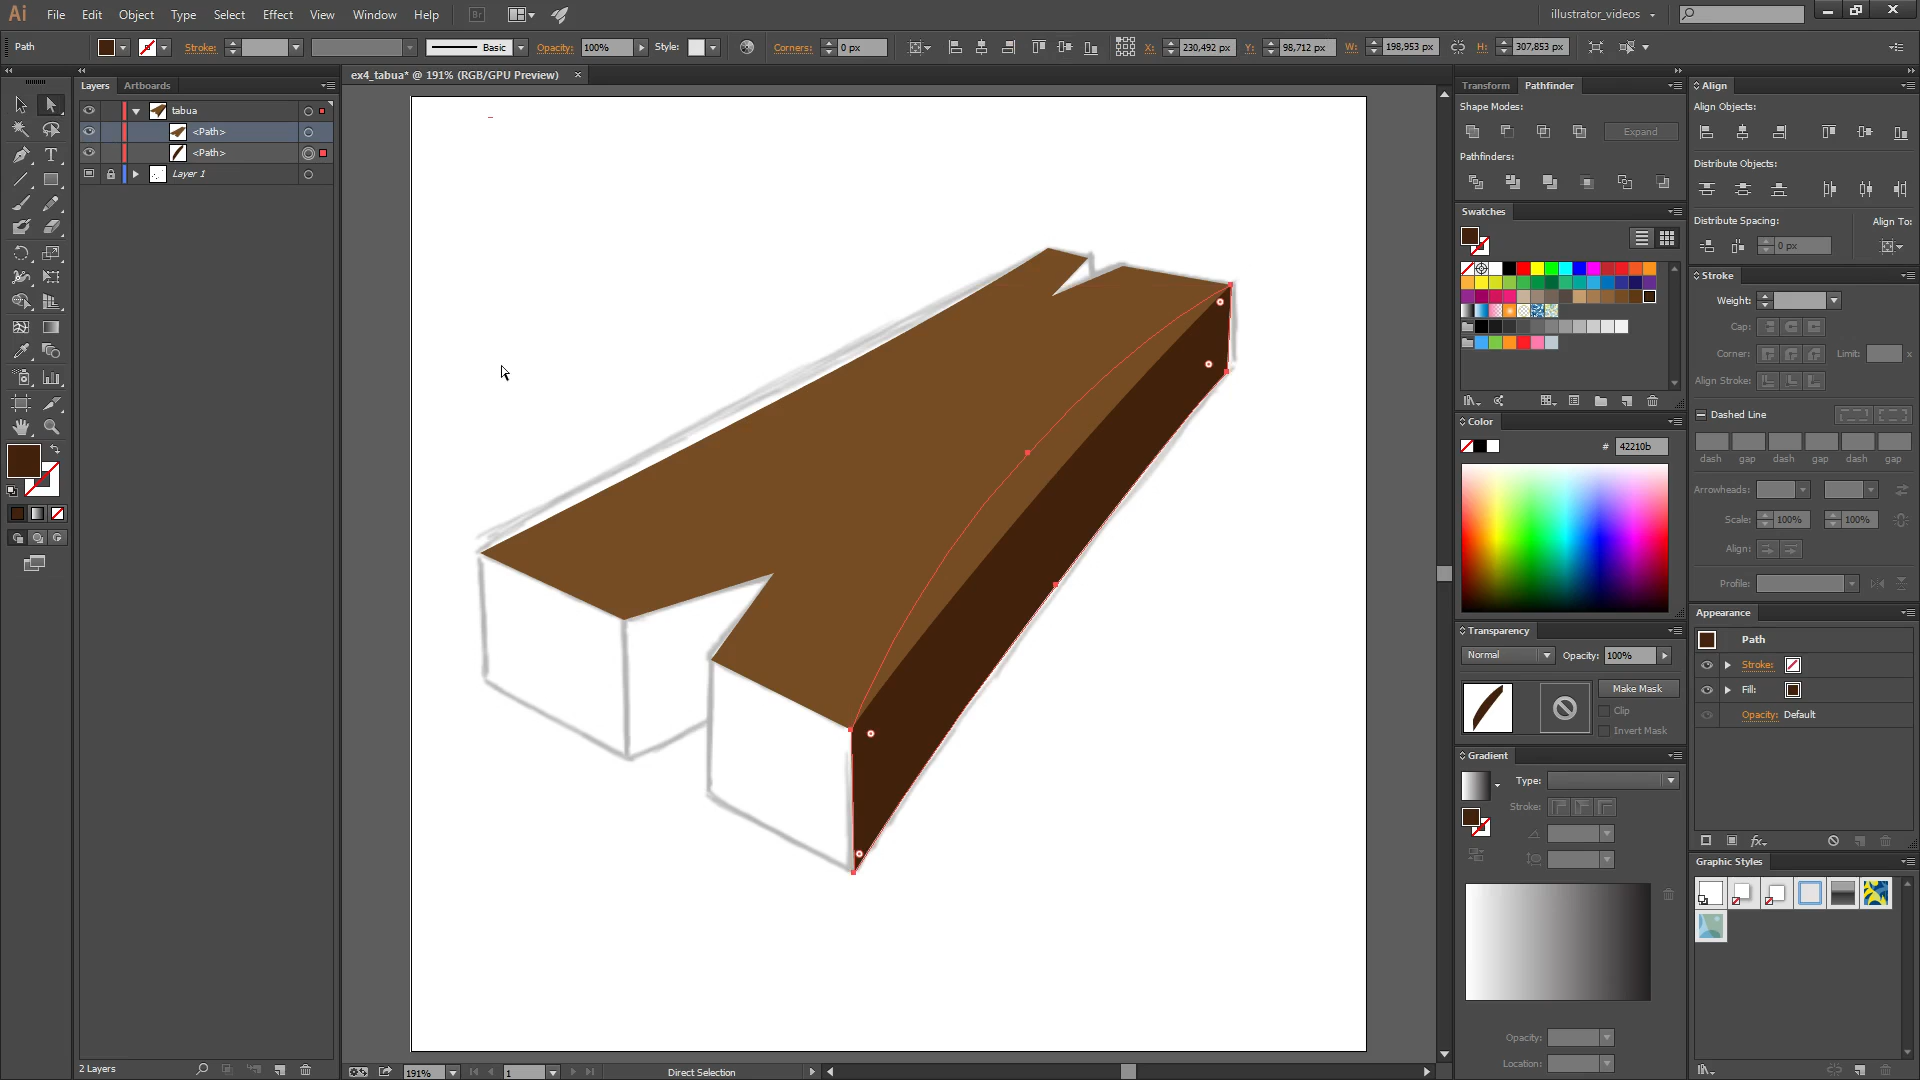 Ai File Edit Object Type Select Effect View Window Help Br illustrator_videos
Path Stroke: Basic Opacity: 100% Style: Corners: 0 px X: 230,492 px Y: 98,712 px W: 198,953 px H: 307,853 px
ex4_tabua* @ 191% (RGB/GPU Preview)
Layers Artboards
tabua
<Path>
<Path>
Layer 1
2 Layers
191% 1 Direct Selection
Transform Pathfinder
Shape Modes:
Expand
Pathfinders:
Swatches
Color
# 42210b
Transparency
Normal Opacity: 100%
Make Mask
Clip
Invert Mask
Gradient
Type:
Stroke:
Opacity:
Location:
Align
Align Objects:
Distribute Objects:
Distribute Spacing: Align To:
0 px
Stroke
Weight:
Cap:
Corner: Limit: x
Align Stroke:
Dashed Line
dash gap dash gap dash gap
Arrowheads:
Scale: 100% 100%
Align:
Profile:
Appearance
Path
Stroke:
Fill:
Opacity: Default
fx
Graphic Styles